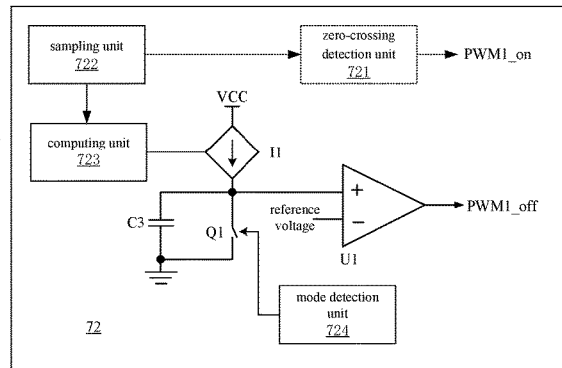 sampling unit
722
zero-crossing
detection unit
721
PWM1_on
VCC
computing unit
723
I1
C3
Q1
reference
voltage
+
−
U1
PWM1_off
mode detection
unit
724
72